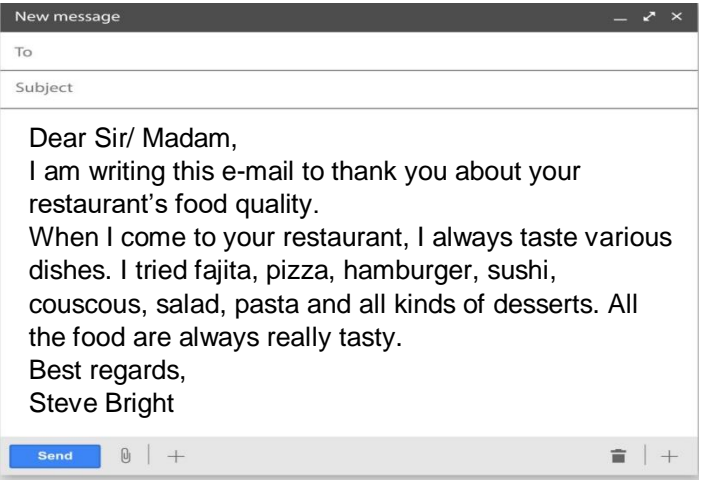 New message
To
Subject
Dear Sir/ Madam,
I am writing this e-mail to thank you about your
restaurant’s food quality.
When I come to your restaurant, I always taste various
dishes. I tried fajita, pizza, hamburger, sushi,
couscous, salad, pasta and all kinds of desserts. All
the food are always really tasty.
Best regards,
Steve Bright
Send